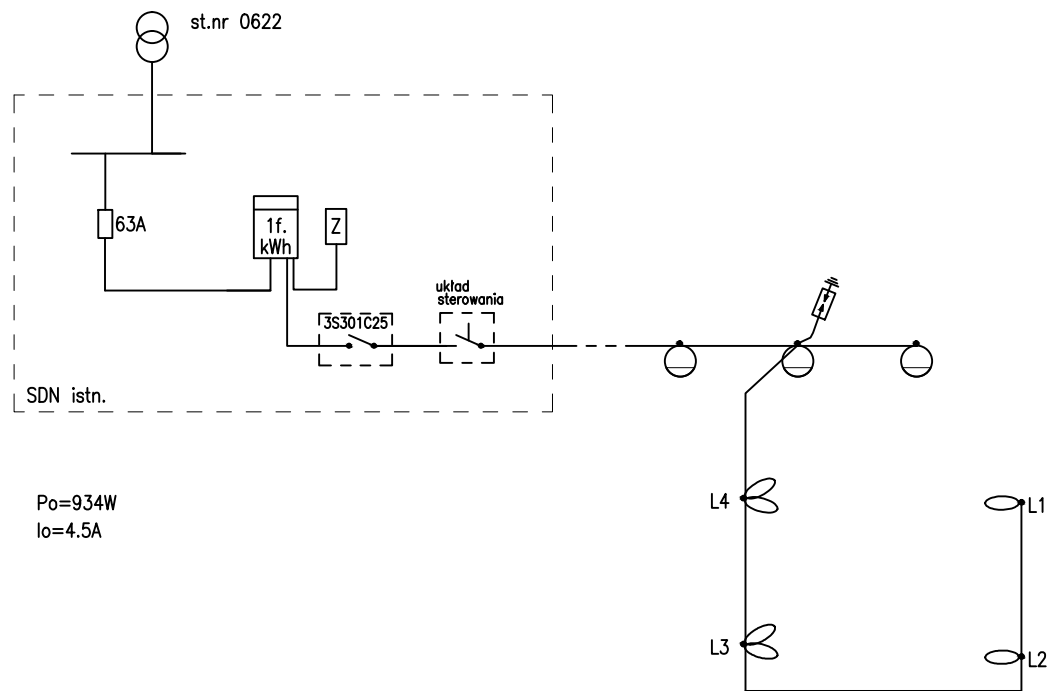 st.nr 0622
63A
1f.
kWh
Z
układ
sterowania
3S301C25
SDN istn.
Po=934W
Io=4.5A
L4
L1
L3
L2